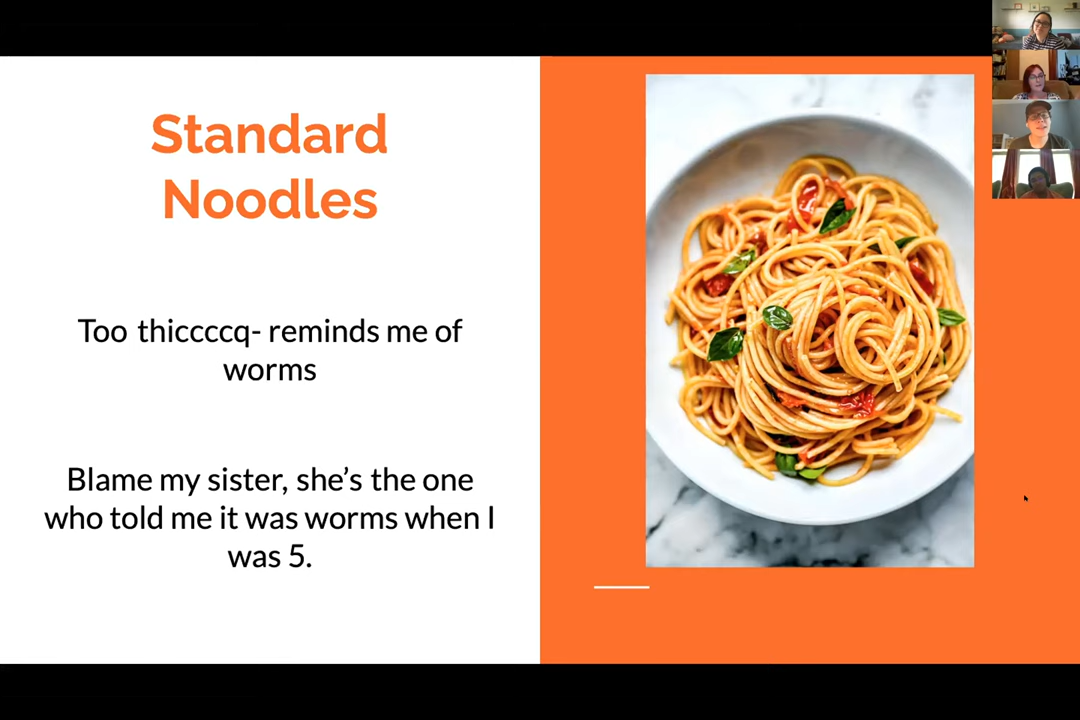 Standard
Noodles
Too thiccccq- reminds me of
worms
Blame my sister, she’s the one
who told me it was worms when I
was 5.